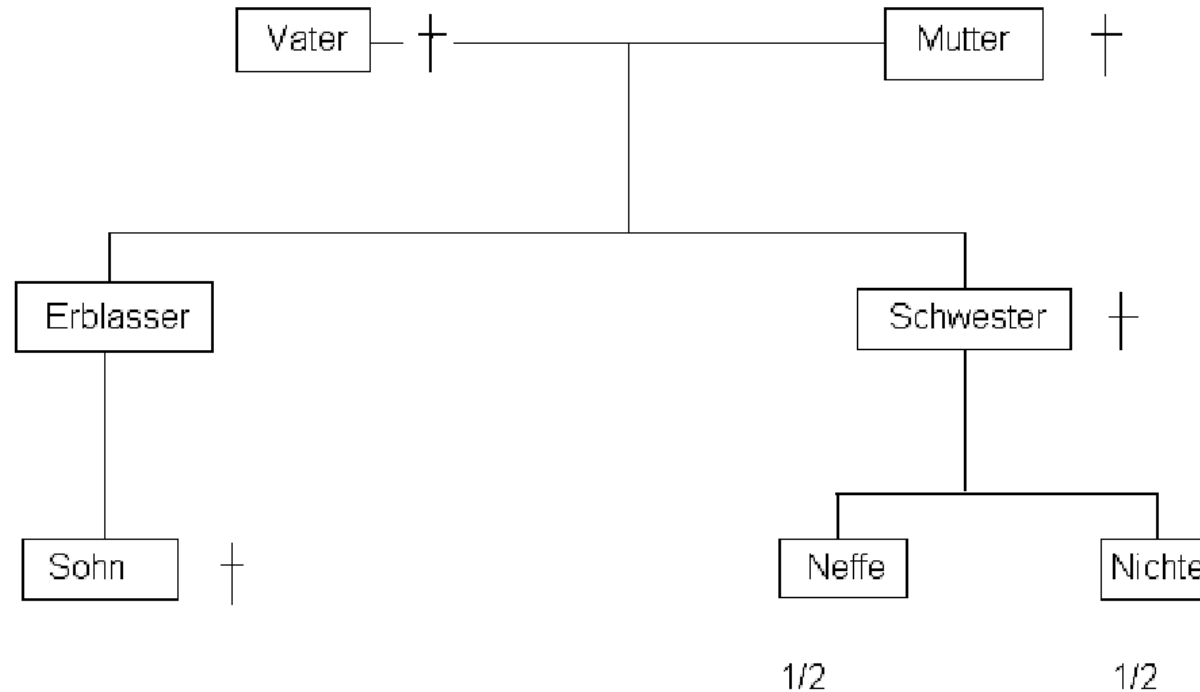 Vater
Mutter
Erblasser
Schwester
Sohn
Neffe
Nichte
1/2
1/2